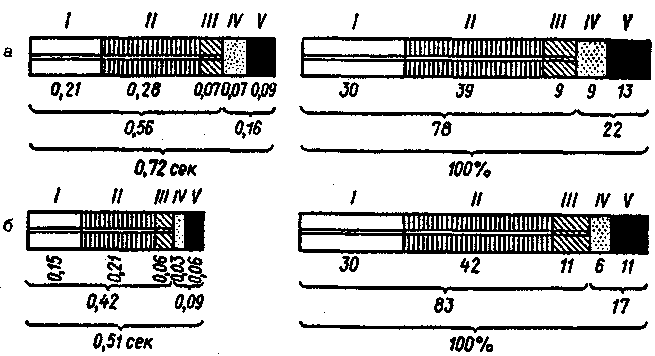 I II III IV V
I II III IV V
а
0,21 0,28 0,07 0,07 0,09
30 39 9 9 13
0,56 0,16
78 22
0,72 сек
100%
I II III IV V
I II III IV V
б
0,15 0,21 0,06 0,03 0,06
30 42 11 6 11
0,42 0,09
83 17
0,51 сек
100%